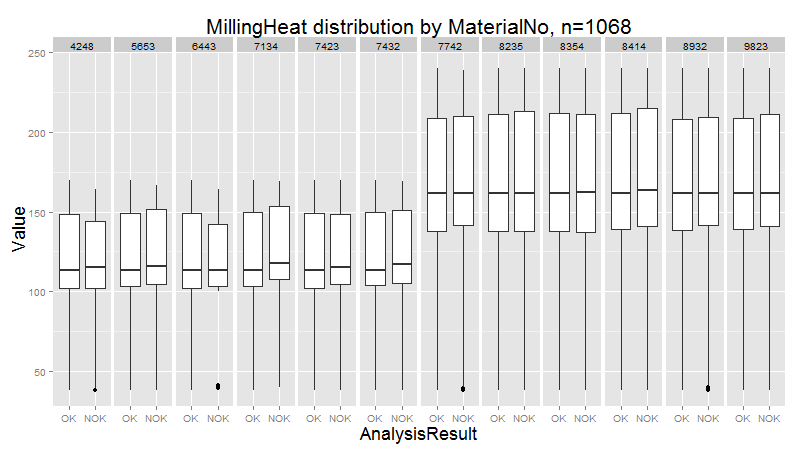 MillingHeat distribution by MaterialNo, n=1068
4248 5653 6443 7134 7423 7432 7742 8235 8354 8414 8932 9823
250
200
150
100
50
Value
OK NOK OK NOK OK NOK OK NOK OK NOK OK NOK OK NOK OK NOK OK NOK OK NOK OK NOK OK NOK
AnalysisResult